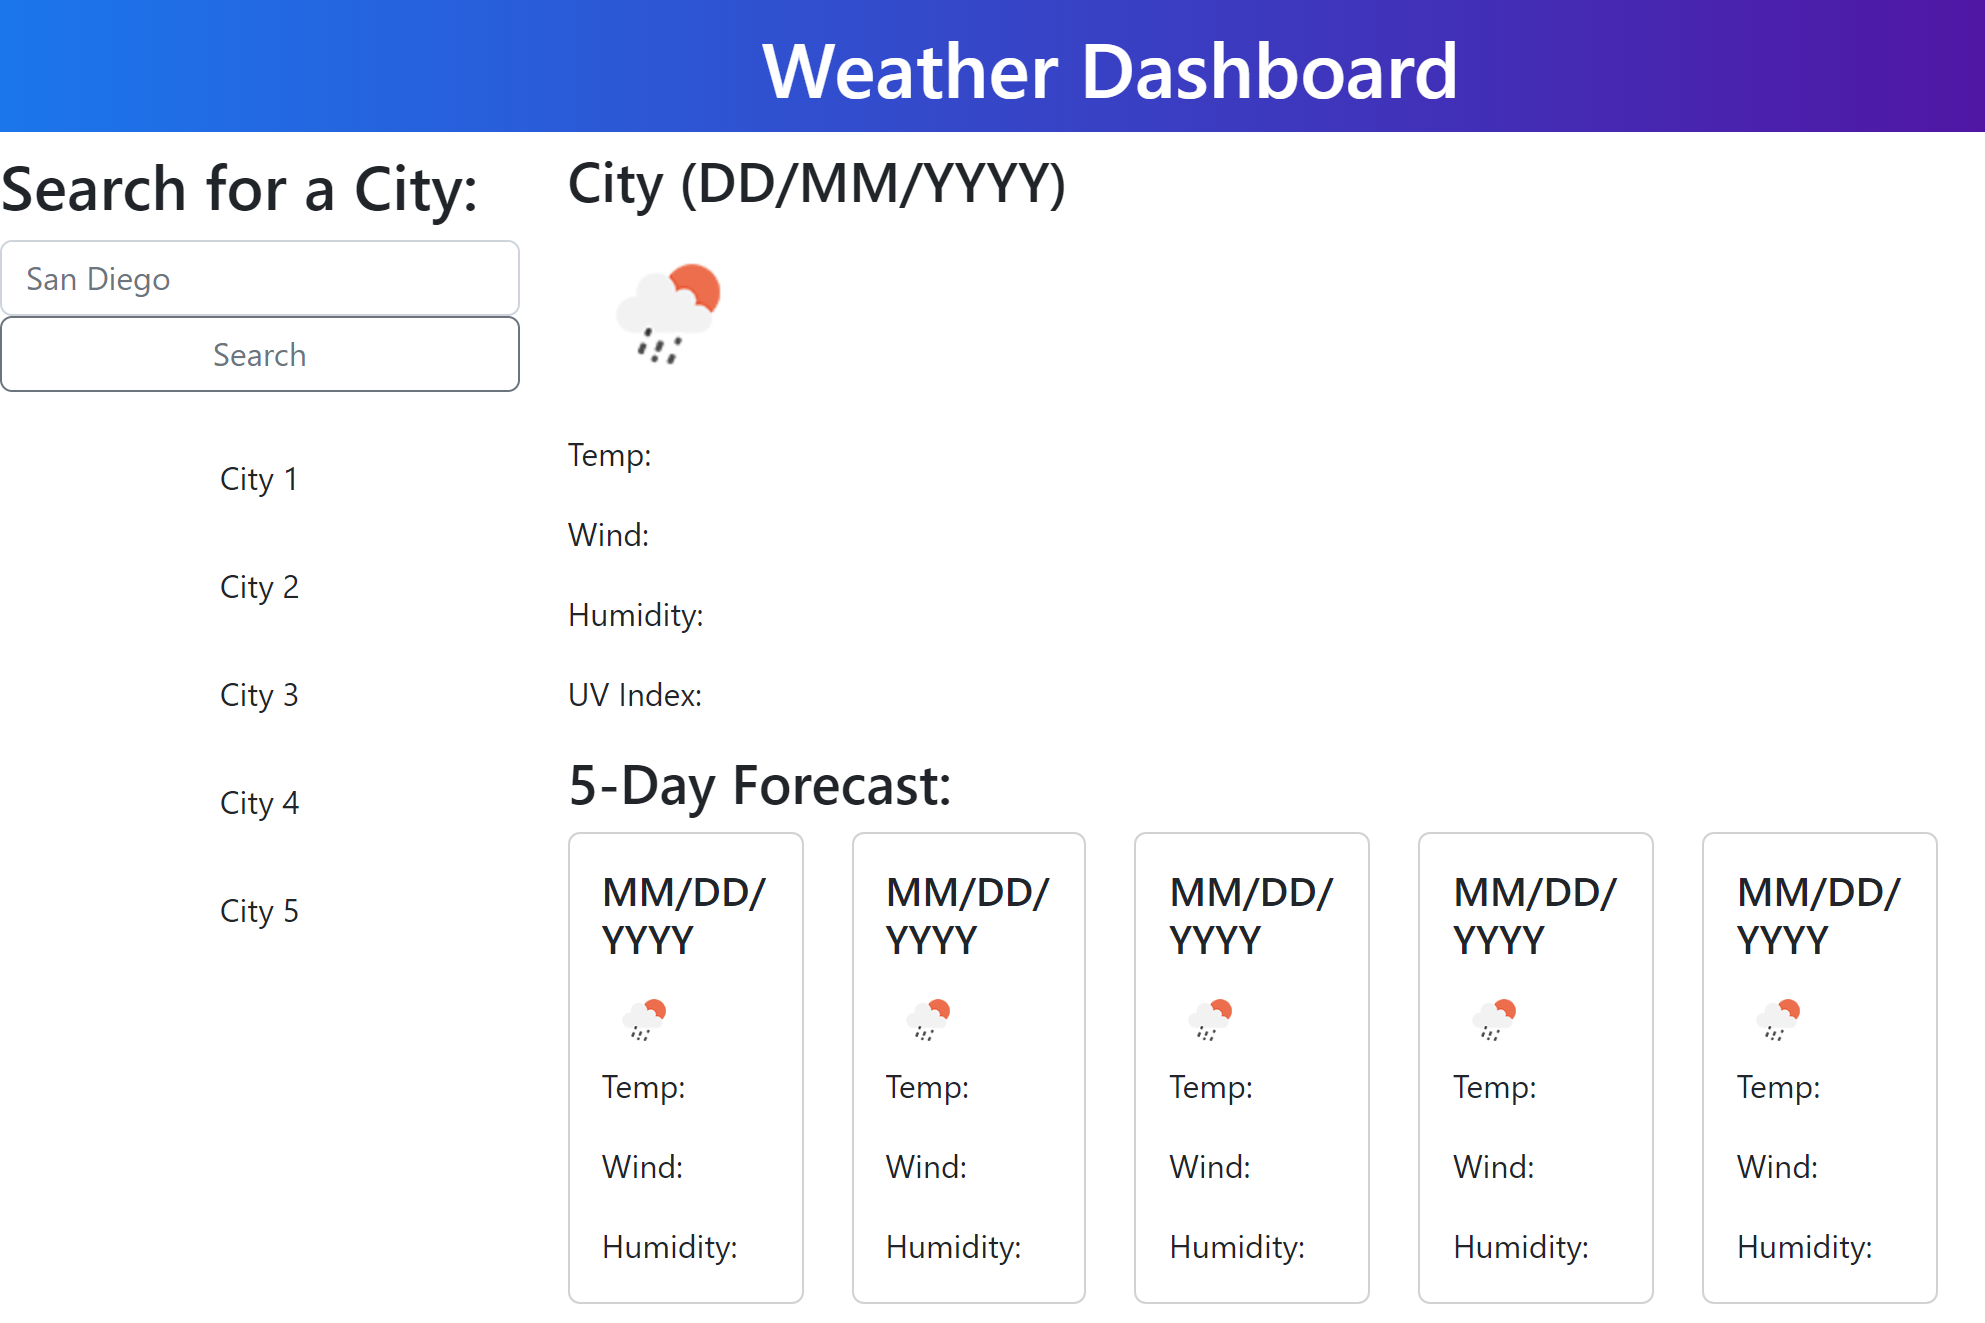 Weather Dashboard
Search for a City:
San Diego
Search
City 1
City 2
City 3
City 4
City 5
City (DD/MM/YYYY)
Temp:
Wind:
Humidity:
UV Index:
5-Day Forecast:
MM/DD/
YYYY
Temp:
Wind:
Humidity:
MM/DD/
YYYY
Temp:
Wind:
Humidity:
MM/DD/
YYYY
Temp:
Wind:
Humidity:
MM/DD/
YYYY
Temp:
Wind:
Humidity:
MM/DD/
YYYY
Temp:
Wind:
Humidity: